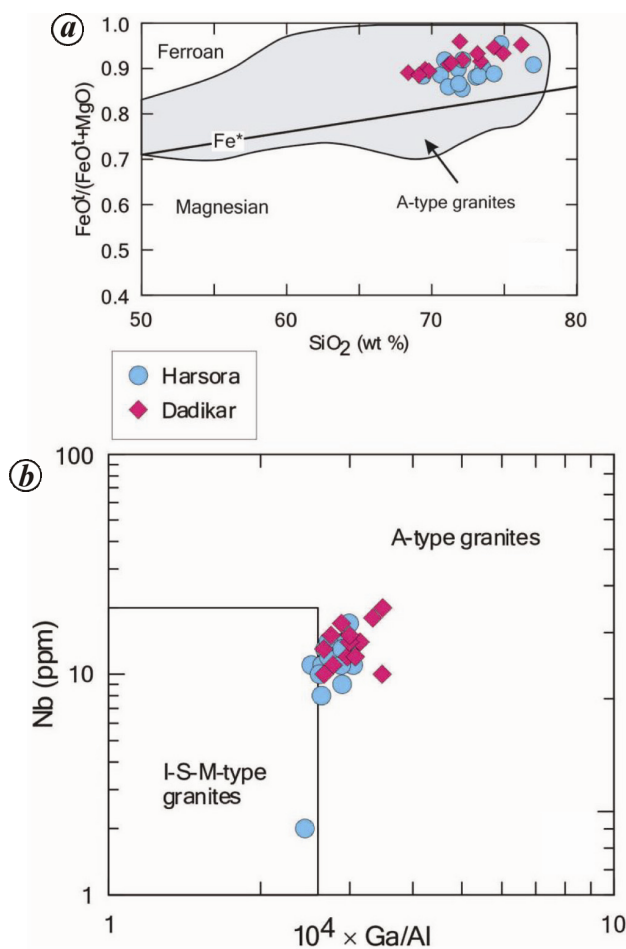 a
1.0
0.9
0.8
0.7
0.6
0.5
0.4
FeOᵗ/(FeOᵗ+MgO)
Ferroan
Fe*
Magnesian
A-type granites
50
60
70
80
SiO₂ (wt %)
Harsora
Dadikar
b
100
10
1
Nb (ppm)
A-type granites
I-S-M-type
granites
1
10
10⁴ × Ga/Al